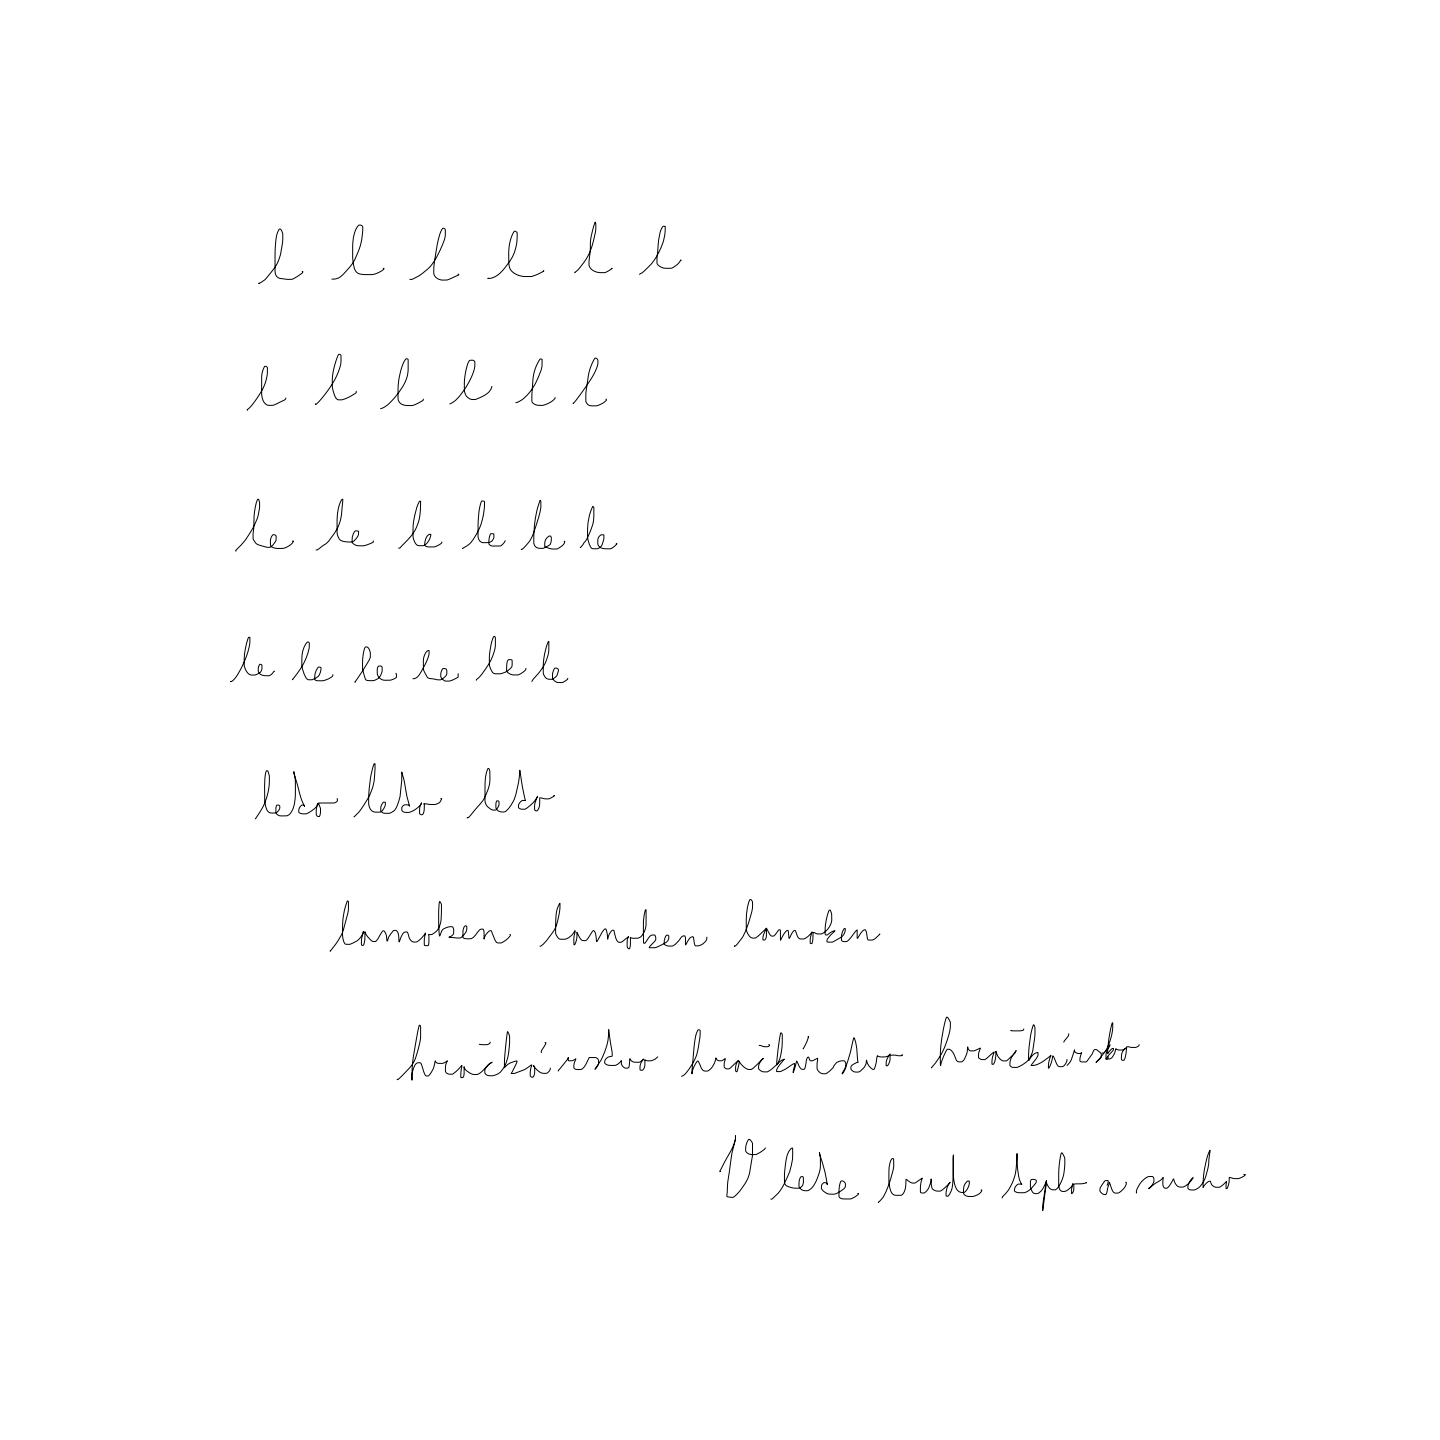 l l l l l l
l l l l l l
le le le le le le
le le le le le le
leto leto leto
lamoken lamoken lamoken
hračkárstvo hračkárstvo hračkárstvo
V lete bude teplo a sucho